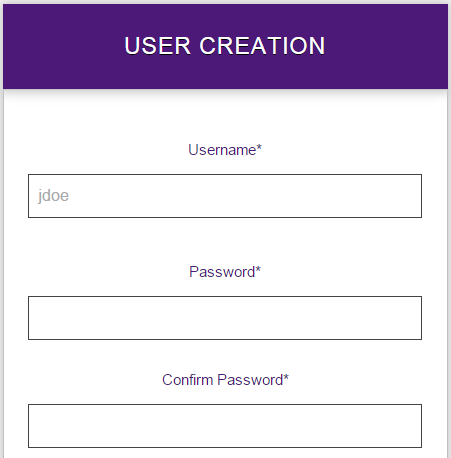 USER CREATION
Username*
jdoe
Password*
Confirm Password*